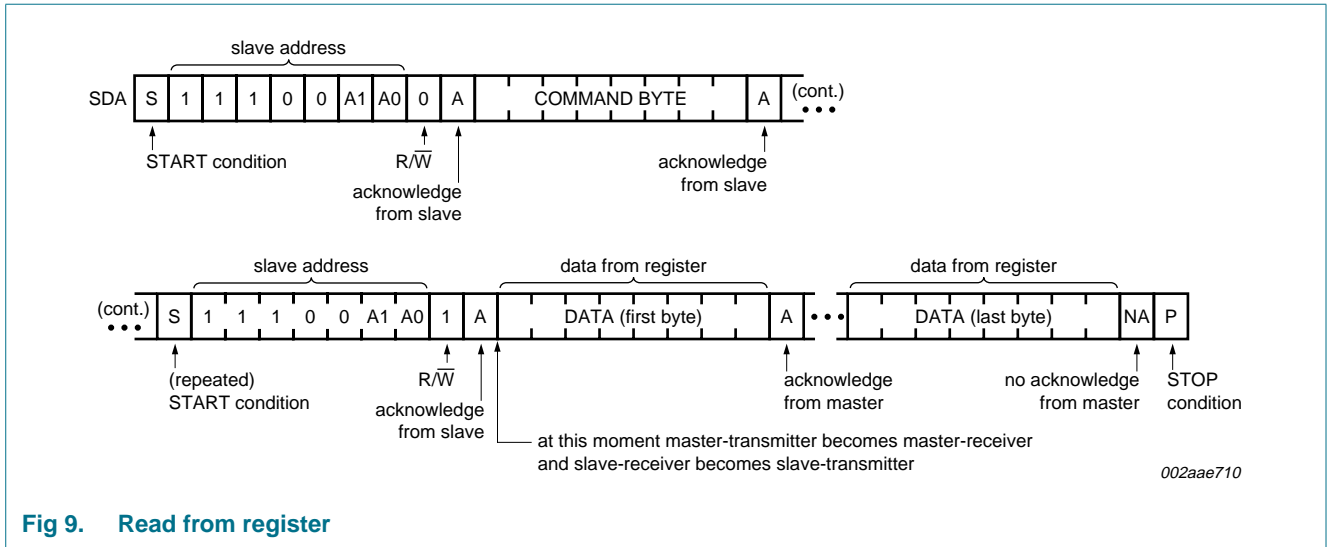 slave address
SDA S 1 1 1 0 0 A1 A0 0 A COMMAND BYTE A (cont.)
START condition R/W̅ acknowledge from slave acknowledge from slave
slave address data from register data from register
(cont.) S 1 1 1 0 0 A1 A0 1 A DATA (first byte) A DATA (last byte) NA P
(repeated) START condition R/W̅ acknowledge from slave acknowledge from master no acknowledge from master STOP condition
at this moment master-transmitter becomes master-receiver
and slave-receiver becomes slave-transmitter
002aae710
Fig 9. Read from register